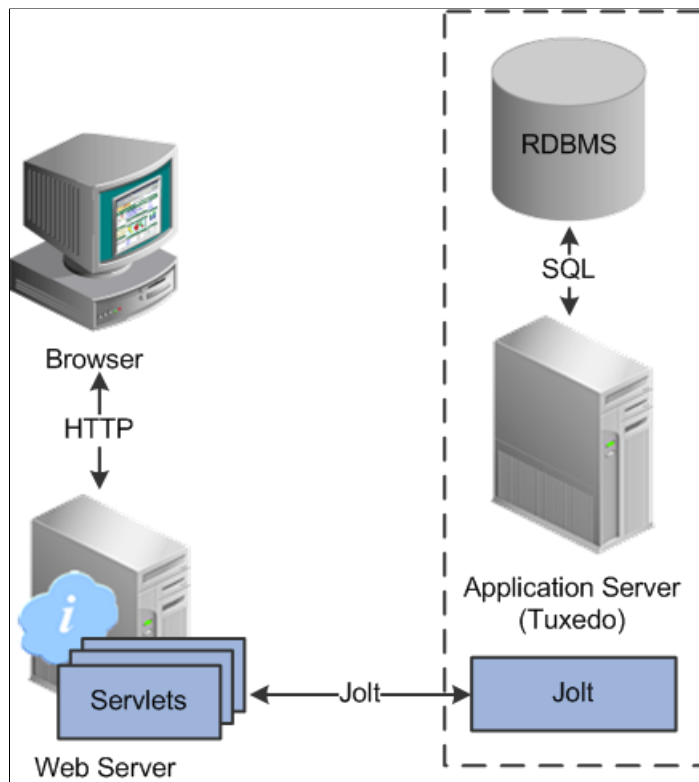 RDBMS
SQL
Browser
HTTP
Application Server
(Tuxedo)
i
Servlets
Jolt
Jolt
Web Server